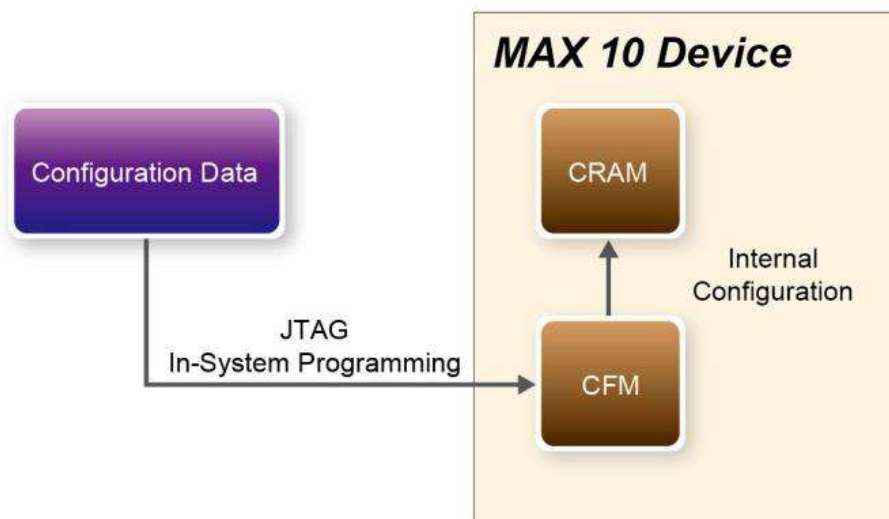 MAX 10 Device
Configuration Data
CRAM
Internal
Configuration
JTAG
In-System Programming
CFM